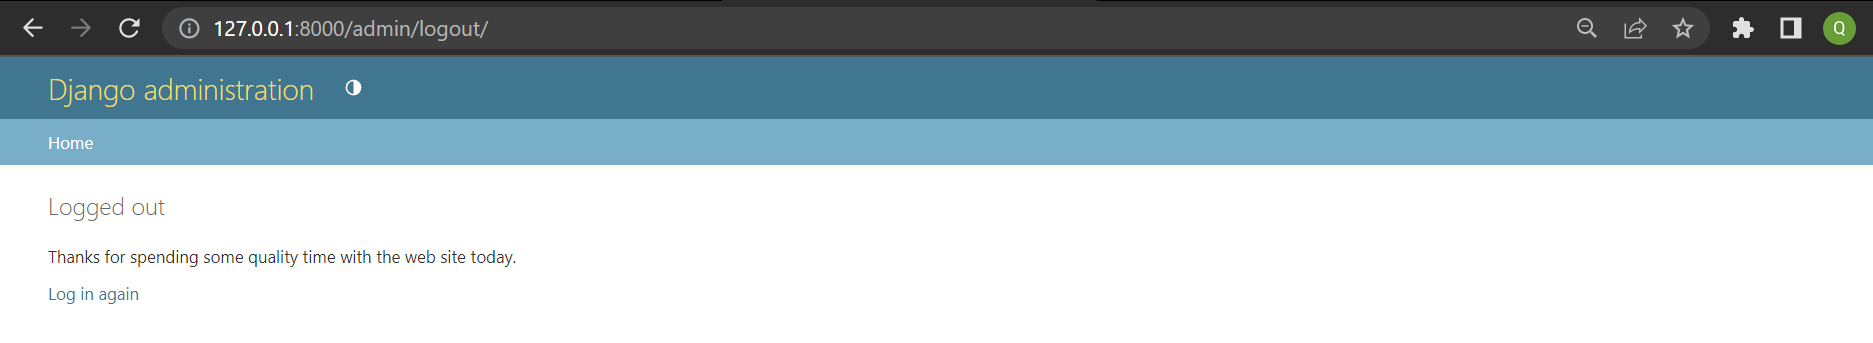 127.0.0.1:8000/admin/logout/
Q
Django administration
Home
Logged out
Thanks for spending some quality time with the web site today.
Log in again